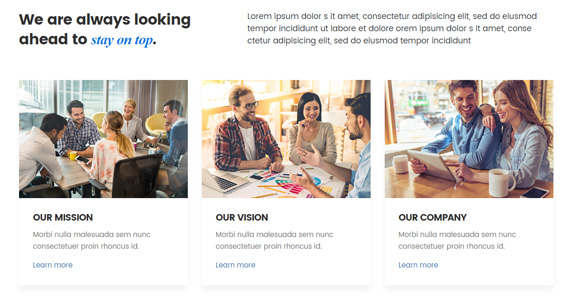 We are always looking
ahead to stay on top.
Lorem ipsum dolor s it amet, consectetur adipisicing elit, sed do eiusmod
tempor incididunt ut labore et dolore orem ipsum dolor s it amet, conse
ctetur adipisicing elit, sed do eiusmod tempor incididunt
OUR MISSION
Morbi nulla malesuada sem nunc
consectetuer proin rhoncus id.
Learn more
OUR VISION
Morbi nulla malesuada sem nunc
consectetuer proin rhoncus id.
Learn more
OUR COMPANY
Morbi nulla malesuada sem nunc
consectetuer proin rhoncus id.
Learn more